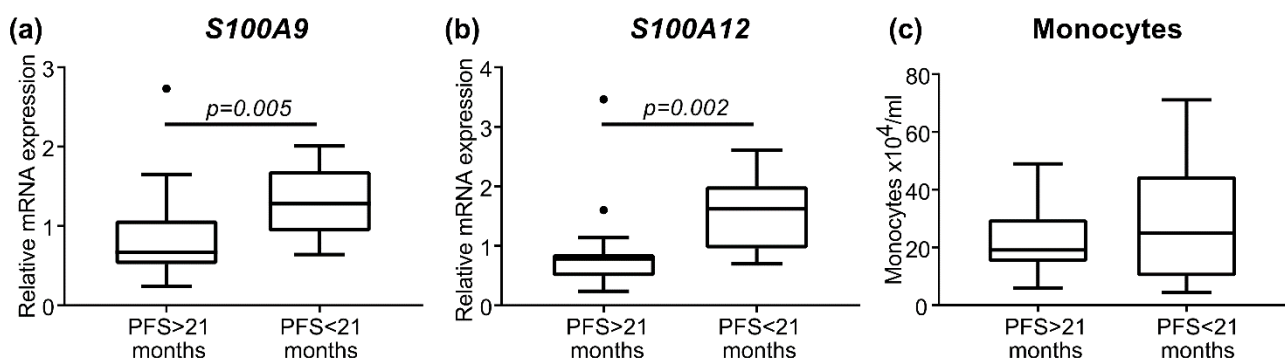 (a)
S100A9
Relative mRNA expression
3
2
1
0
p=0.005
PFS>21
months
PFS<21
months
(b)
S100A12
Relative mRNA expression
4
3
2
1
0
p=0.002
PFS>21
months
PFS<21
months
(c)
Monocytes
Monocytes x10^4/ml
80
60
40
20
0
PFS>21
months
PFS<21
months